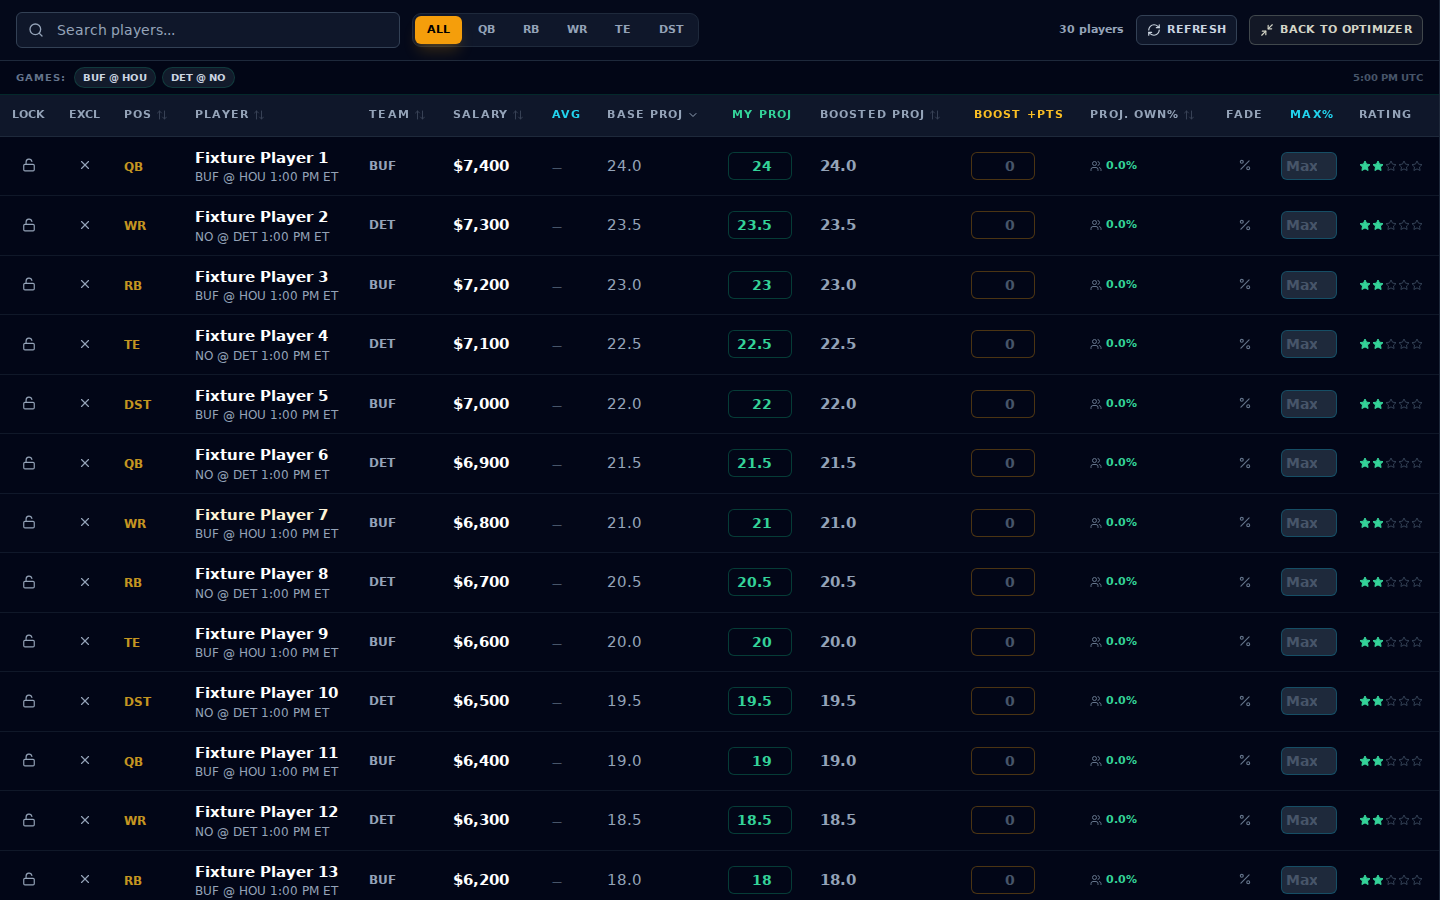 Search players...
ALL QB RB WR TE DST
30 players REFRESH BACK TO OPTIMIZER
GAMES: BUF @ HOU DET @ NO 5:00 PM UTC
LOCK EXCL POS PLAYER TEAM SALARY AVG BASE PROJ MY PROJ BOOSTED PROJ BOOST +PTS PROJ. OWN% FADE MAX% RATING
QB Fixture Player 1 BUF $7,400 — 24.0 24 24.0 0 0.0% % Max
BUF @ HOU 1:00 PM ET
WR Fixture Player 2 DET $7,300 — 23.5 23.5 23.5 0 0.0% % Max
NO @ DET 1:00 PM ET
RB Fixture Player 3 BUF $7,200 — 23.0 23 23.0 0 0.0% % Max
BUF @ HOU 1:00 PM ET
TE Fixture Player 4 DET $7,100 — 22.5 22.5 22.5 0 0.0% % Max
NO @ DET 1:00 PM ET
DST Fixture Player 5 BUF $7,000 — 22.0 22 22.0 0 0.0% % Max
BUF @ HOU 1:00 PM ET
QB Fixture Player 6 DET $6,900 — 21.5 21.5 21.5 0 0.0% % Max
NO @ DET 1:00 PM ET
WR Fixture Player 7 BUF $6,800 — 21.0 21 21.0 0 0.0% % Max
BUF @ HOU 1:00 PM ET
RB Fixture Player 8 DET $6,700 — 20.5 20.5 20.5 0 0.0% % Max
NO @ DET 1:00 PM ET
TE Fixture Player 9 BUF $6,600 — 20.0 20 20.0 0 0.0% % Max
BUF @ HOU 1:00 PM ET
DST Fixture Player 10 DET $6,500 — 19.5 19.5 19.5 0 0.0% % Max
NO @ DET 1:00 PM ET
QB Fixture Player 11 BUF $6,400 — 19.0 19 19.0 0 0.0% % Max
BUF @ HOU 1:00 PM ET
WR Fixture Player 12 DET $6,300 — 18.5 18.5 18.5 0 0.0% % Max
NO @ DET 1:00 PM ET
RB Fixture Player 13 BUF $6,200 — 18.0 18 18.0 0 0.0% % Max
BUF @ HOU 1:00 PM ET